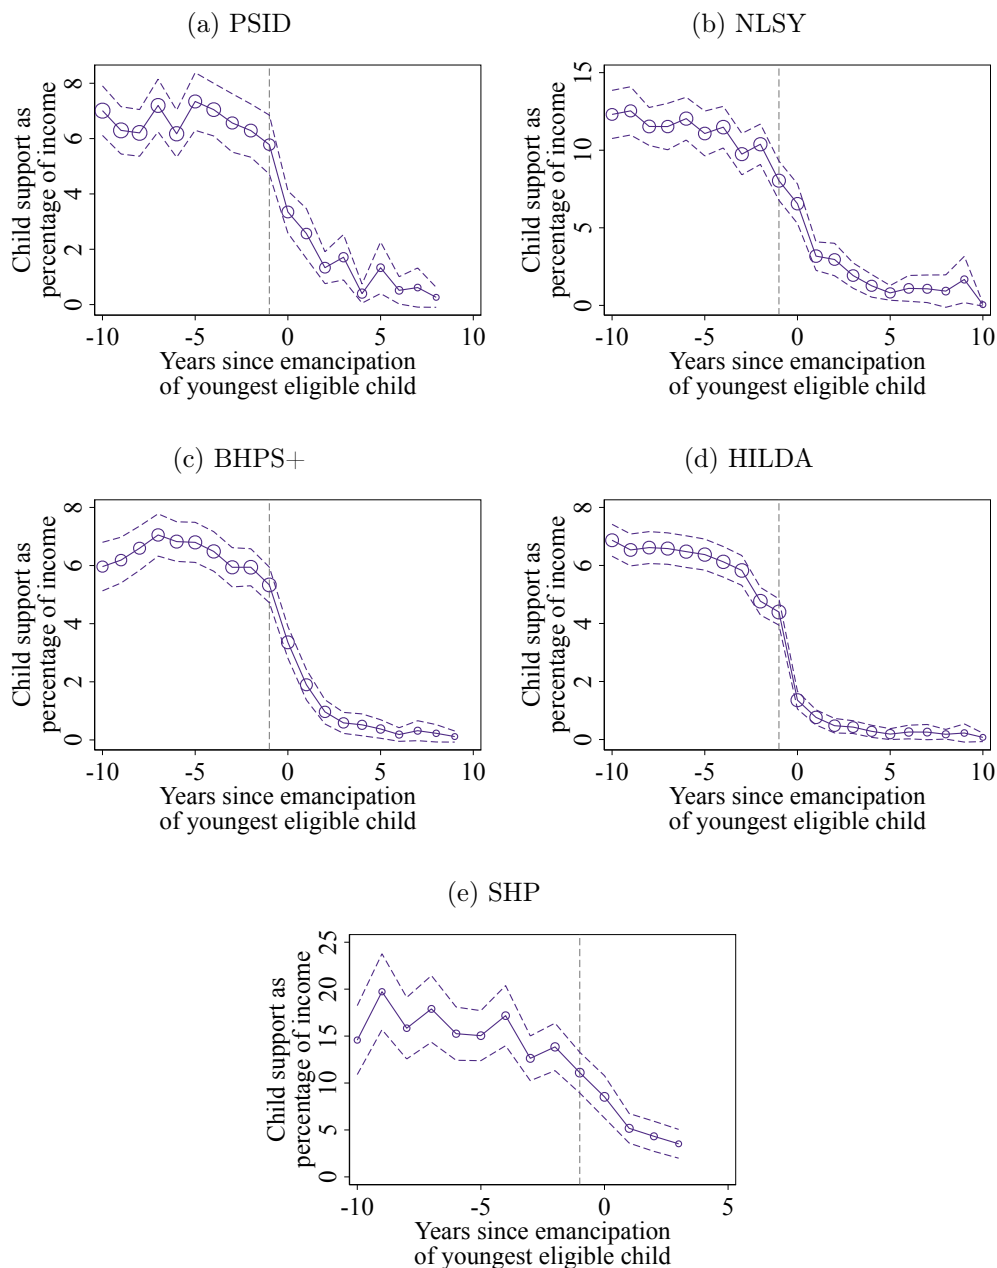 (a) PSID
Child support as
percentage of income
0 2 4 6 8
-10 -5 0 5 10
Years since emancipation
of youngest eligible child
(b) NLSY
Child support as
percentage of income
0 5 10 15
-10 -5 0 5 10
Years since emancipation
of youngest eligible child
(c) BHPS+
Child support as
percentage of income
0 2 4 6 8
-10 -5 0 5 10
Years since emancipation
of youngest eligible child
(d) HILDA
Child support as
percentage of income
0 2 4 6 8
-10 -5 0 5 10
Years since emancipation
of youngest eligible child
(e) SHP
Child support as
percentage of income
0 5 10 15 20 25
-10 -5 0 5
Years since emancipation
of youngest eligible child